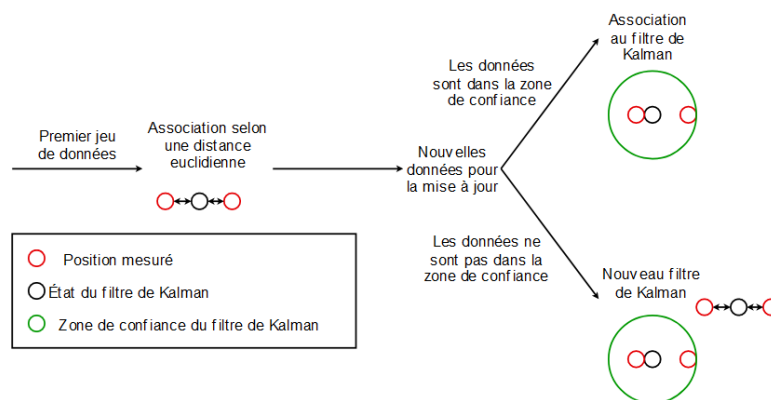 Premier jeu
de données
Association selon
une distance
euclidienne
Nouvelles
données pour
la mise à jour
Les données
sont dans la zone
de confiance
Association
au filtre de
Kalman
Les données ne
sont pas dans la
zone de confiance
Nouveau filtre
de Kalman
Position mesuré
État du filtre de Kalman
Zone de confiance du filtre de Kalman